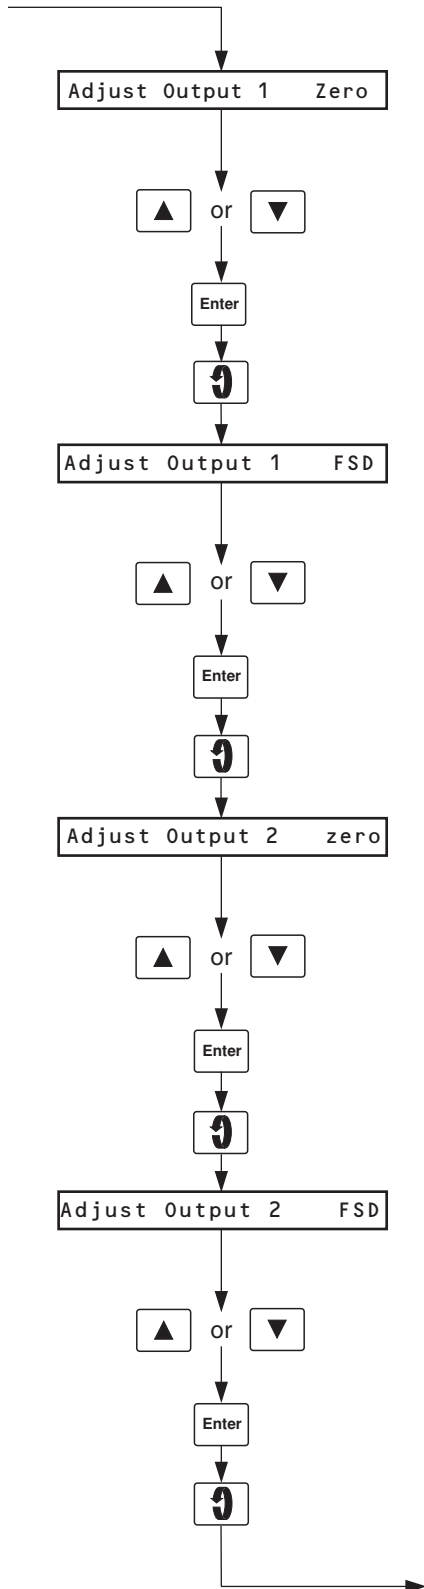 Adjust Output 1 Zero
▲ or ▼
Enter
Adjust Output 1 FSD
▲ or ▼
Enter
Adjust Output 2 zero
▲ or ▼
Enter
Adjust Output 2 FSD
▲ or ▼
Enter